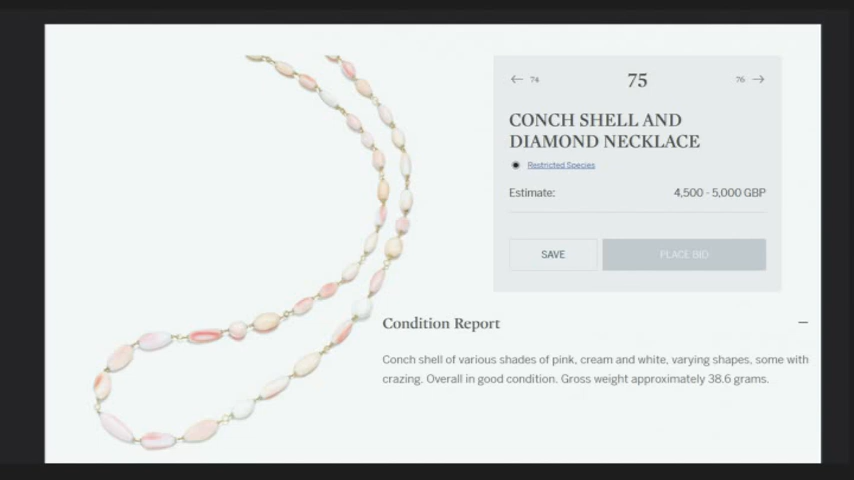 ← 74 75 76 →
CONCH SHELL AND
DIAMOND NECKLACE
Restricted Species
Estimate: 4,500 - 5,000 GBP
SAVE PLACE BID
Condition Report
Conch shell of various shades of pink, cream and white, varying shapes, some with
crazing. Overall in good condition. Gross weight approximately 38.6 grams.